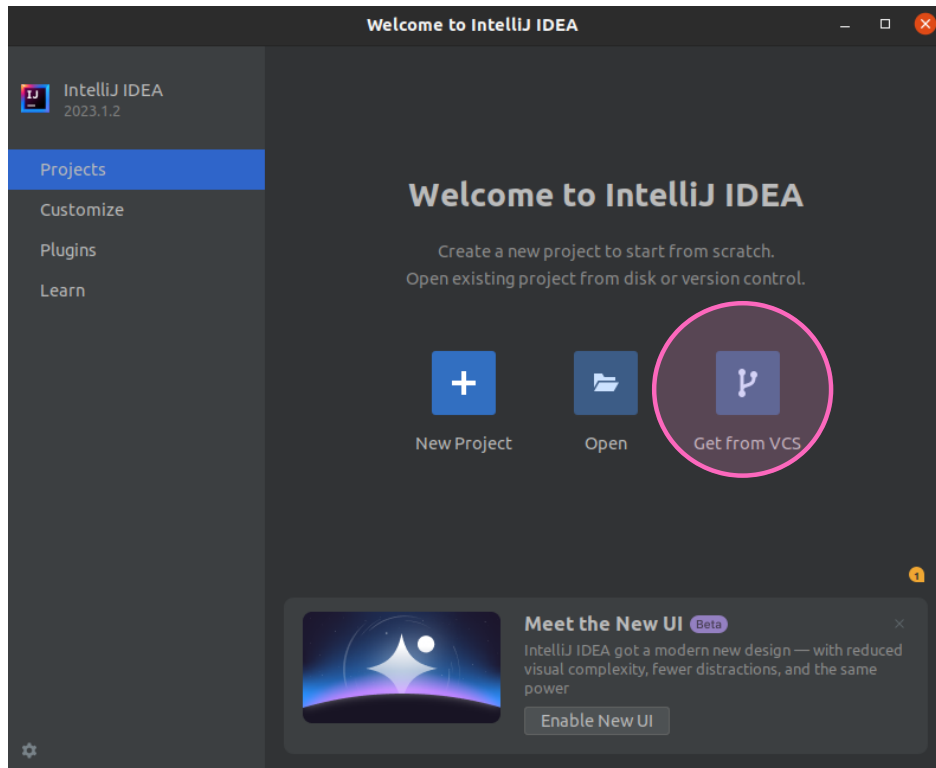 Welcome to IntelliJ IDEA
IJ
IntelliJ IDEA
2023.1.2
Projects
Customize
Plugins
Learn
Welcome to IntelliJ IDEA
Create a new project to start from scratch.
Open existing project from disk or version control.
New Project
Open
Get from VCS
1
Meet the New UI Beta
IntelliJ IDEA got a modern new design — with reduced
visual complexity, fewer distractions, and the same
power
Enable New UI